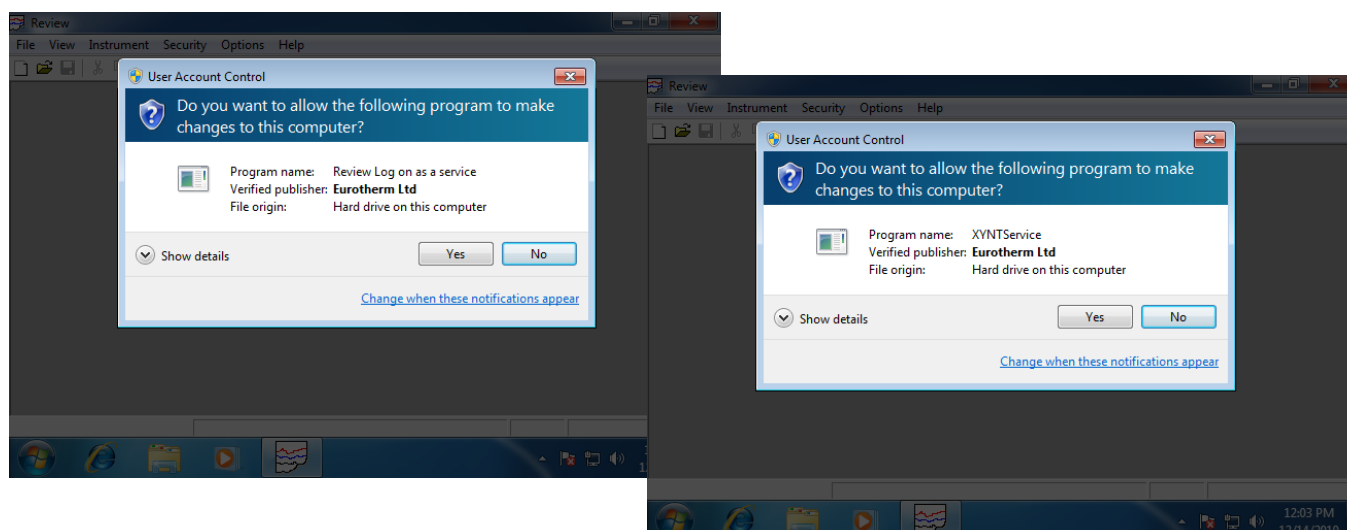 Review
File View Instrument Security Options Help
User Account Control
Do you want to allow the following program to make
changes to this computer?
Program name: Review Log on as a service
Verified publisher: Eurotherm Ltd
File origin: Hard drive on this computer
Show details
Yes
No
Change when these notifications appear
Review
File View Instrument Security Options Help
User Account Control
Do you want to allow the following program to make
changes to this computer?
Program name: XYNTService
Verified publisher: Eurotherm Ltd
File origin: Hard drive on this computer
Show details
Yes
No
Change when these notifications appear
12:03 PM